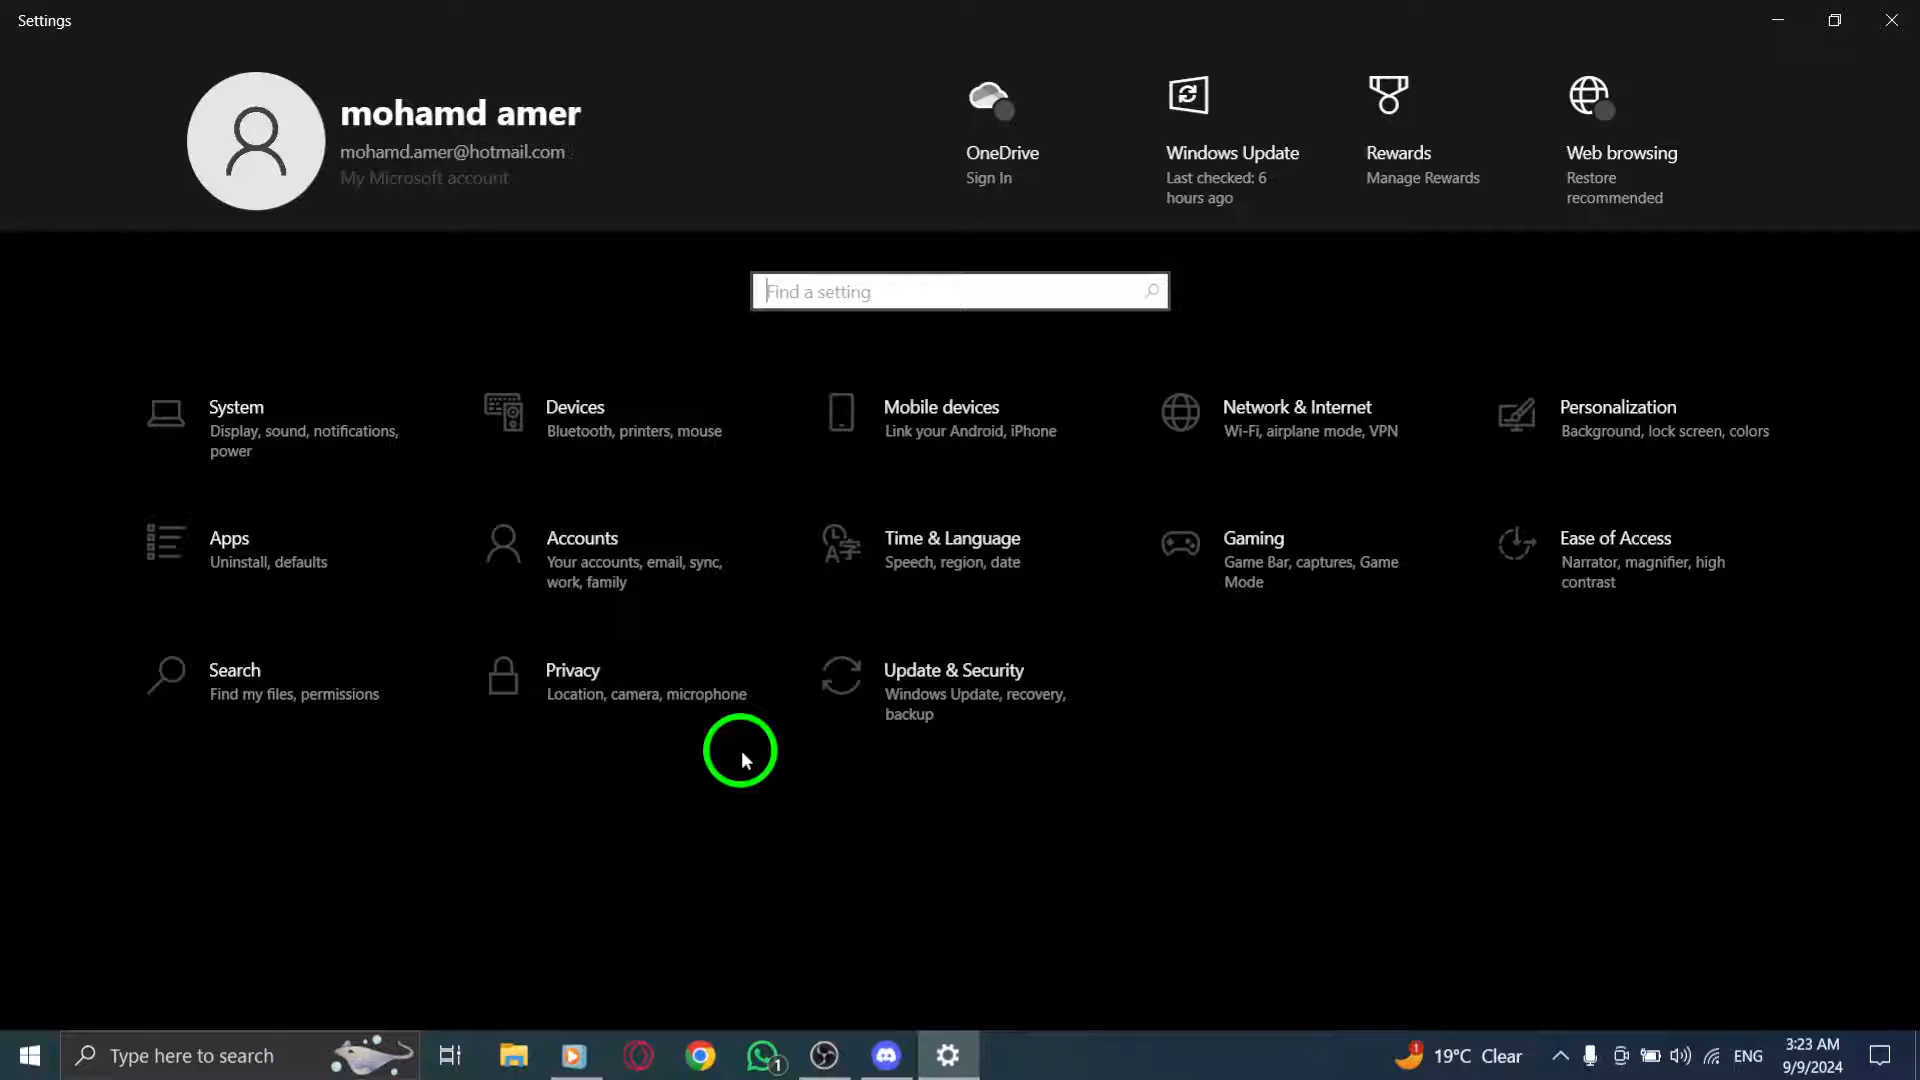 Settings
mohamd amer
mohamd.amer@hotmail.com
My Microsoft account
OneDrive
Sign In
Windows Update
Last checked: 6
hours ago
Rewards
Manage Rewards
Web browsing
Restore
recommended
Find a setting
System
Display, sound, notifications,
power
Devices
Bluetooth, printers, mouse
Mobile devices
Link your Android, iPhone
Network & Internet
Wi-Fi, airplane mode, VPN
Personalization
Background, lock screen, colors
Apps
Uninstall, defaults
Accounts
Your accounts, email, sync,
work, family
Time & Language
Speech, region, date
Gaming
Game Bar, captures, Game
Mode
Ease of Access
Narrator, magnifier, high
contrast
Search
Find my files, permissions
Privacy
Location, camera, microphone
Update & Security
Windows Update, recovery,
backup
Type here to search
1
1
19°C Clear
ENG
3:23 AM
9/9/2024